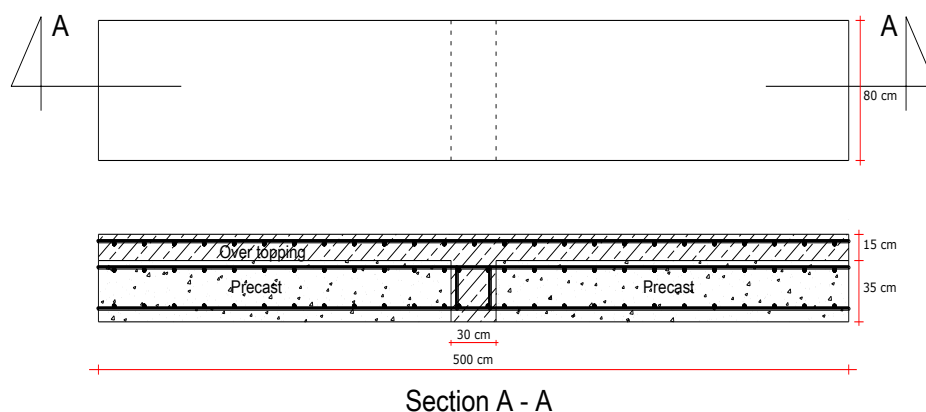 A
A
80 cm
Over topping
15 cm
Precast
Precast
35 cm
30 cm
500 cm
Section A - A